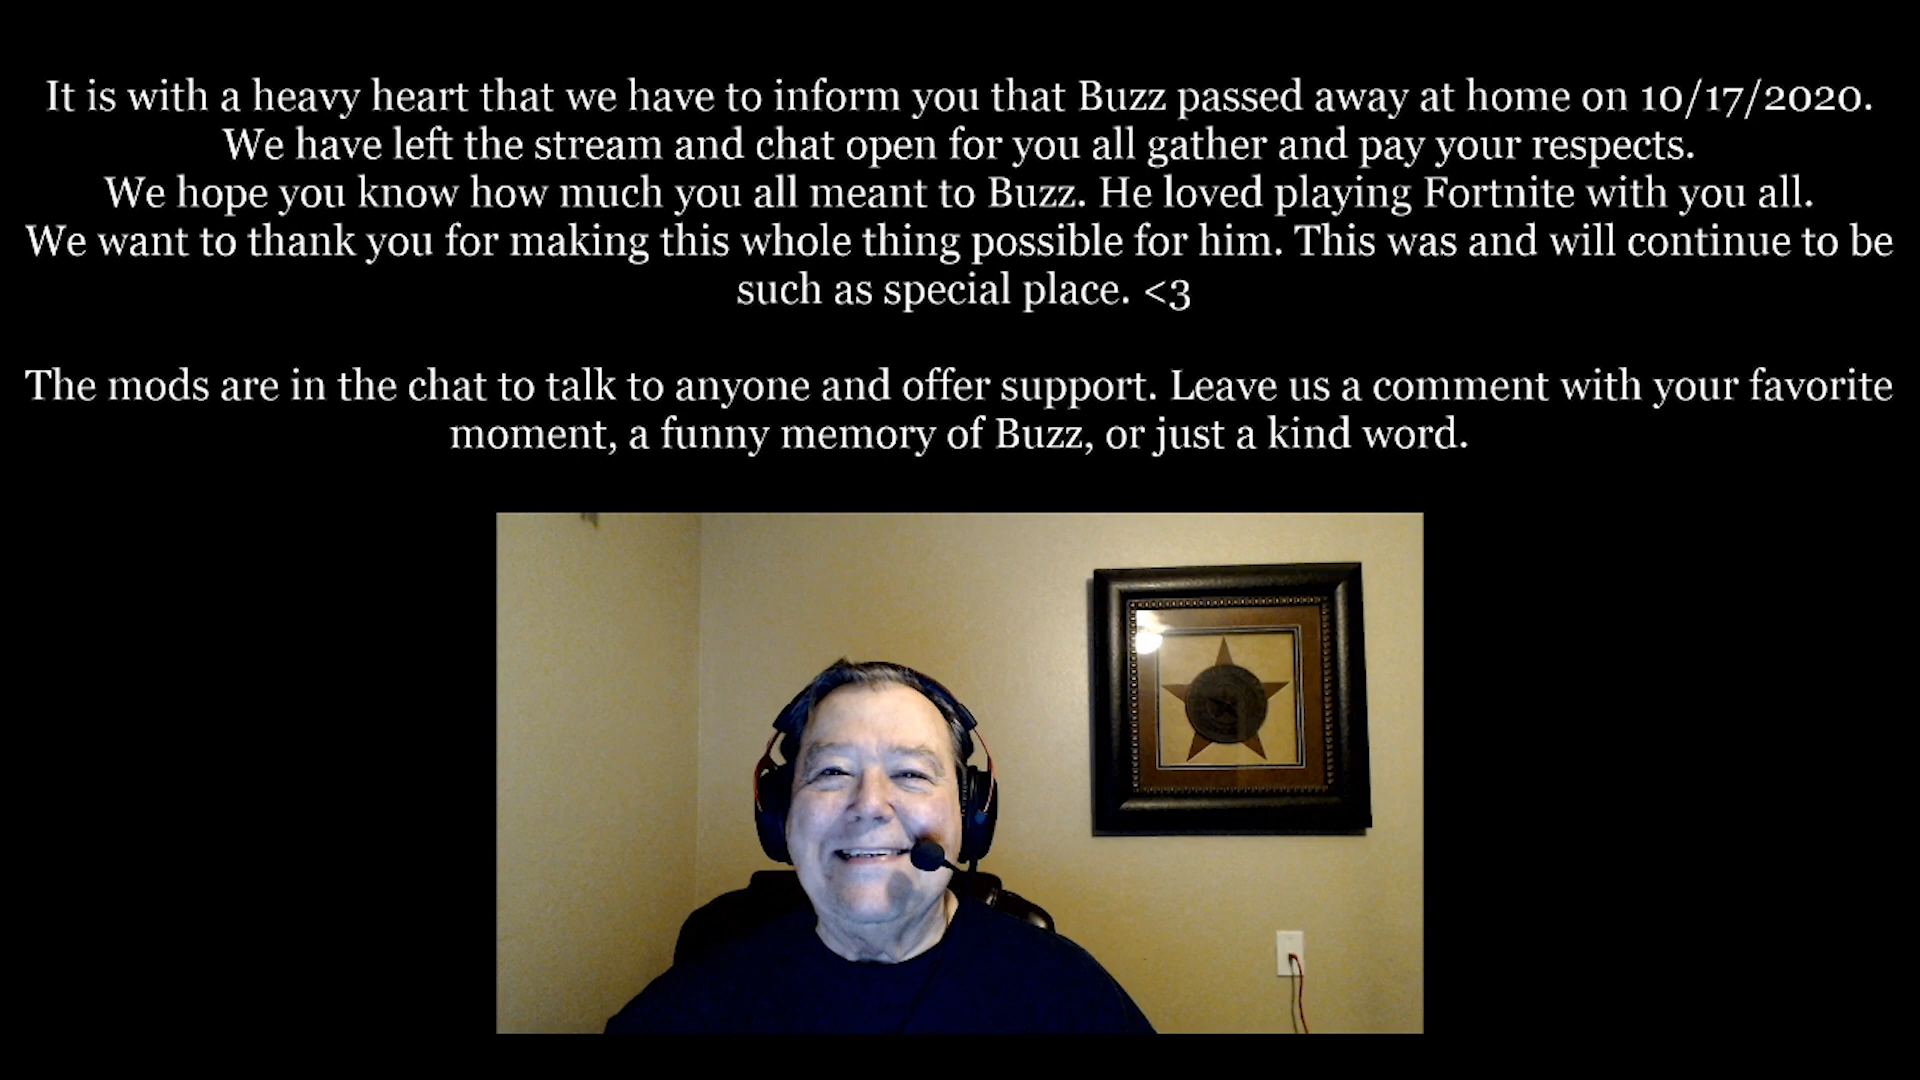 It is with a heavy heart that we have to inform you that Buzz passed away at home on 10/17/2020.
We have left the stream and chat open for you all gather and pay your respects.
We hope you know how much you all meant to Buzz. He loved playing Fortnite with you all.
We want to thank you for making this whole thing possible for him. This was and will continue to be
such as special place. <3
The mods are in the chat to talk to anyone and offer support. Leave us a comment with your favorite
moment, a funny memory of Buzz, or just a kind word.